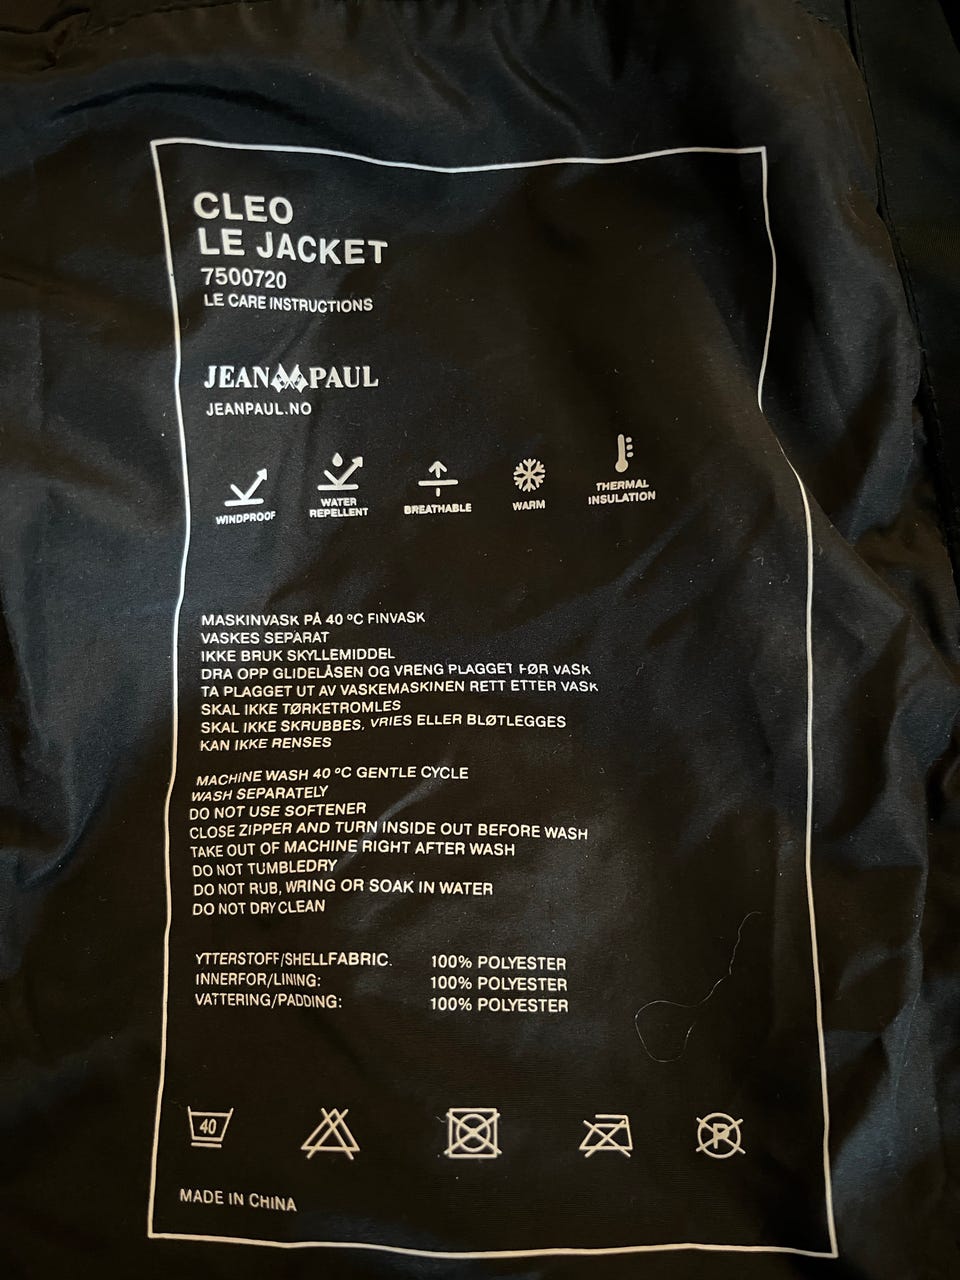 CLEO
LE JACKET
7500720
LE CARE INSTRUCTIONS
JEAN PAUL
JEANPAUL.NO
WINDPROOF
WATER
REPELLENT
BREATHABLE
WARM
THERMAL
INSULATION
MASKINVASK PÅ 40 ºC FINVASK
VASKES SEPARAT
IKKE BRUK SKYLLEMIDDEL
DRA OPP GLIDELÅSEN OG VRENG PLAGGET FØR VASK
TA PLAGGET UT AV VASKEMASKINEN RETT ETTER VASK
SKAL IKKE TØRKETROMLES
SKAL IKKE SKRUBBES, VRIES ELLER BLØTLEGGES
KAN IKKE RENSES
MACHINE WASH 40 ºC GENTLE CYCLE
WASH SEPARATELY
DO NOT USE SOFTENER
CLOSE ZIPPER AND TURN INSIDE OUT BEFORE WASH
TAKE OUT OF MACHINE RIGHT AFTER WASH
DO NOT TUMBLEDRY
DO NOT RUB, WRING OR SOAK IN WATER
DO NOT DRY CLEAN
YTTERSTOFF/SHELLFABRIC. 100% POLYESTER
INNERFOR/LINING: 100% POLYESTER
VATTERING/PADDING: 100% POLYESTER
40
P
MADE IN CHINA